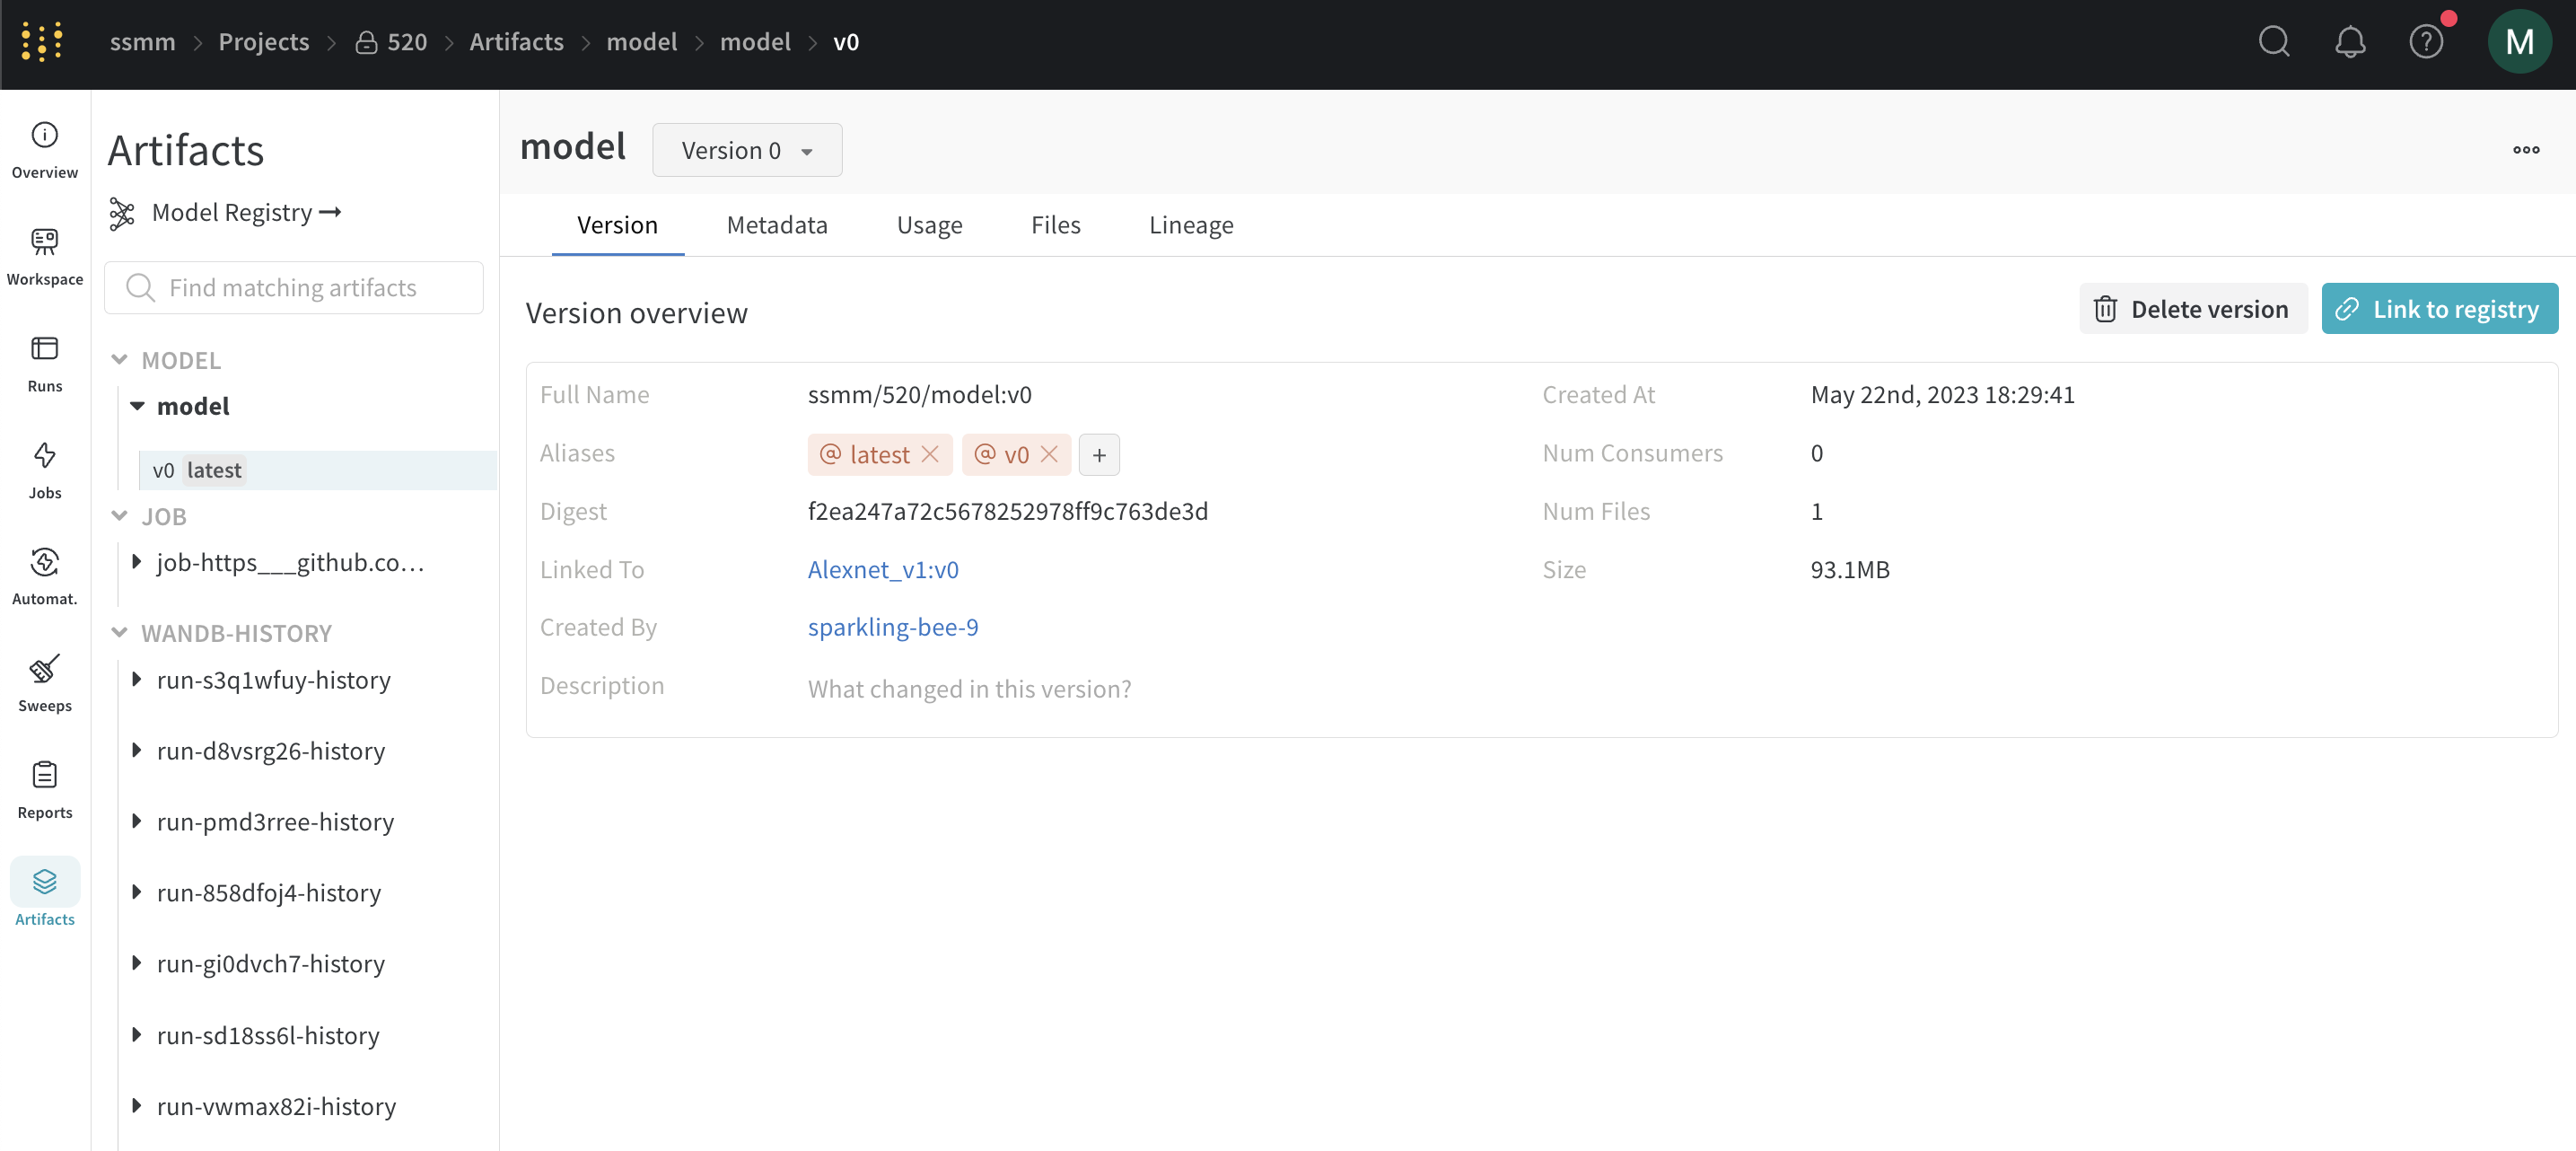 ssmm > Projects > 520 > Artifacts > model > model > v0
M
Overview
Workspace
Runs
Jobs
Automat.
Sweeps
Reports
Artifacts
Artifacts
Model Registry →
Find matching artifacts
MODEL
model
v0 latest
JOB
job-https___github.co...
WANDB-HISTORY
run-s3q1wfuy-history
run-d8vsrg26-history
run-pmd3rree-history
run-858dfoj4-history
run-gi0dvch7-history
run-sd18ss6l-history
run-vwmax82i-history
model Version 0
Version Metadata Usage Files Lineage
Version overview Delete version Link to registry
Full Name ssmm/520/model:v0 Created At May 22nd, 2023 18:29:41
Aliases @ latest × @ v0 × + Num Consumers 0
Digest f2ea247a72c5678252978ff9c763de3d Num Files 1
Linked To Alexnet_v1:v0 Size 93.1MB
Created By sparkling-bee-9
Description What changed in this version?